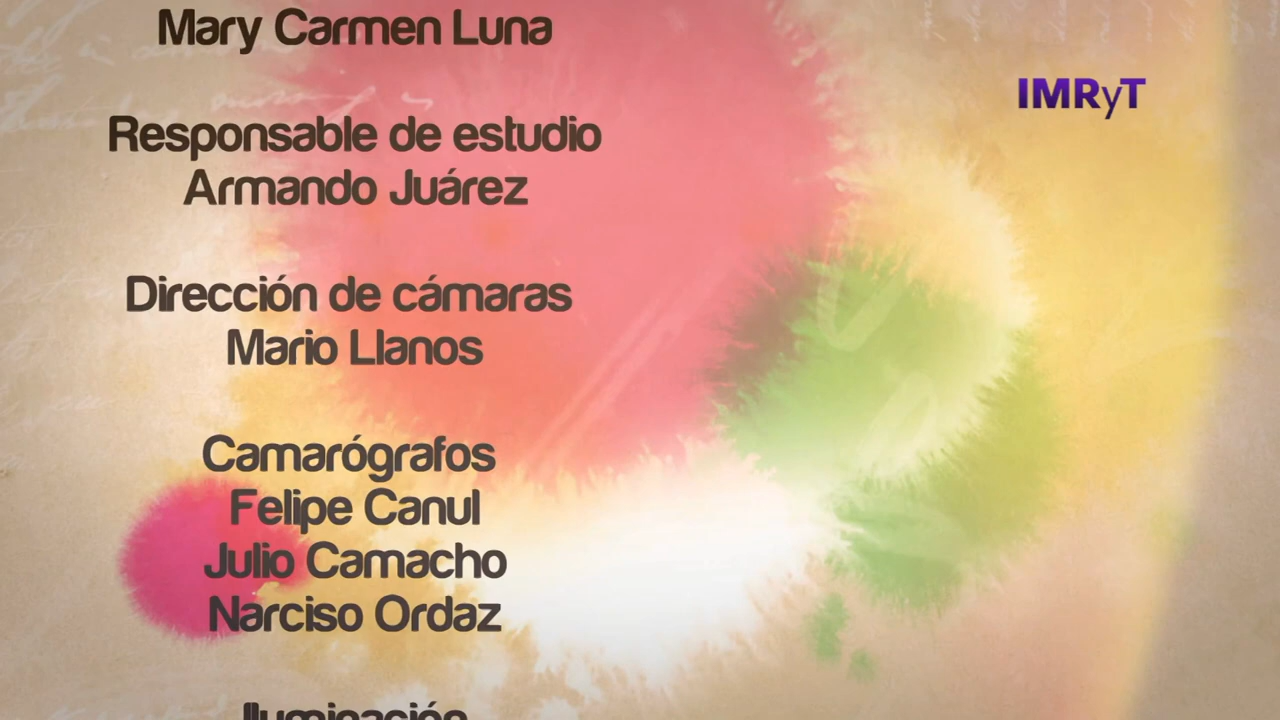 Mary Carmen Luna
IMRyT
Responsable de estudio
Armando Juárez
Dirección de cámaras
Mario Llanos
Camarógrafos
Felipe Canul
Julio Camacho
Narciso Ordaz
Iluminación